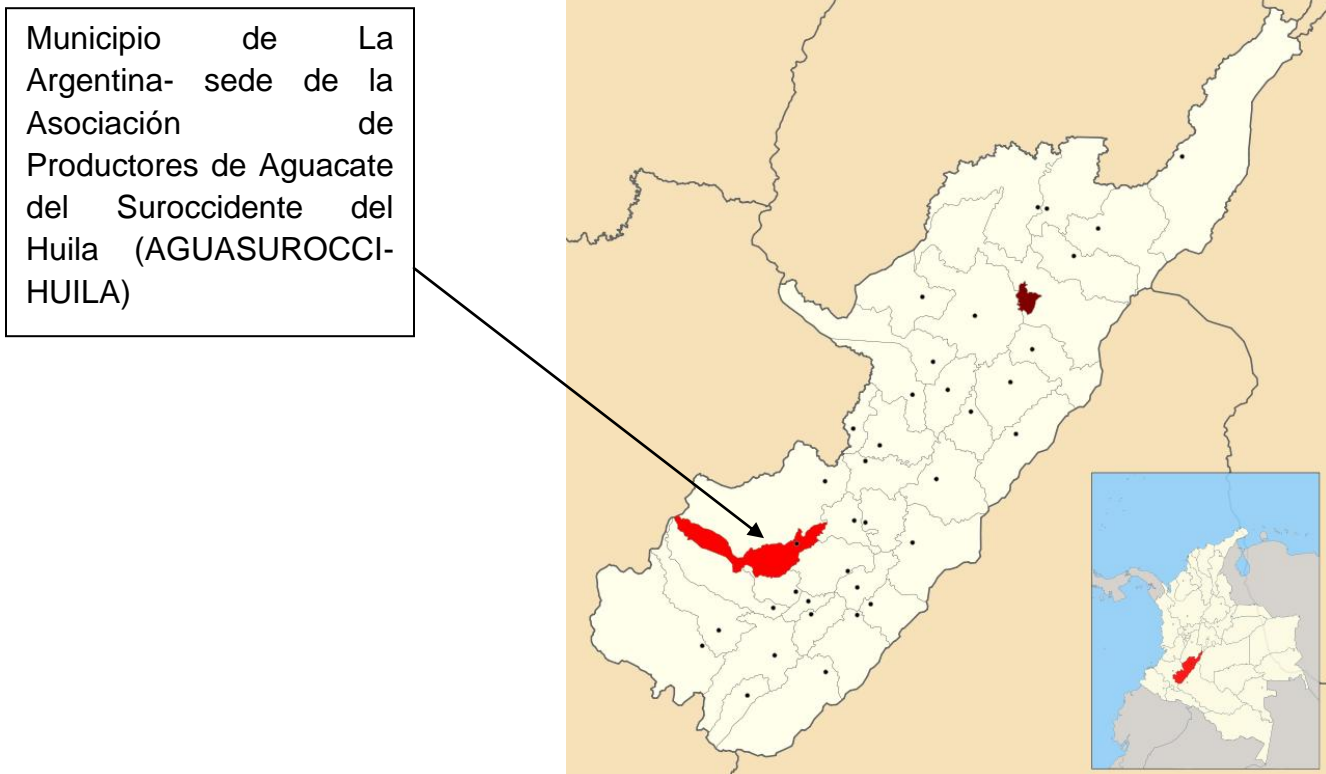 Municipio de La
Argentina- sede de la
Asociación de
Productores de Aguacate
del Suroccidente del
Huila (AGUASUROCCI-
HUILA)